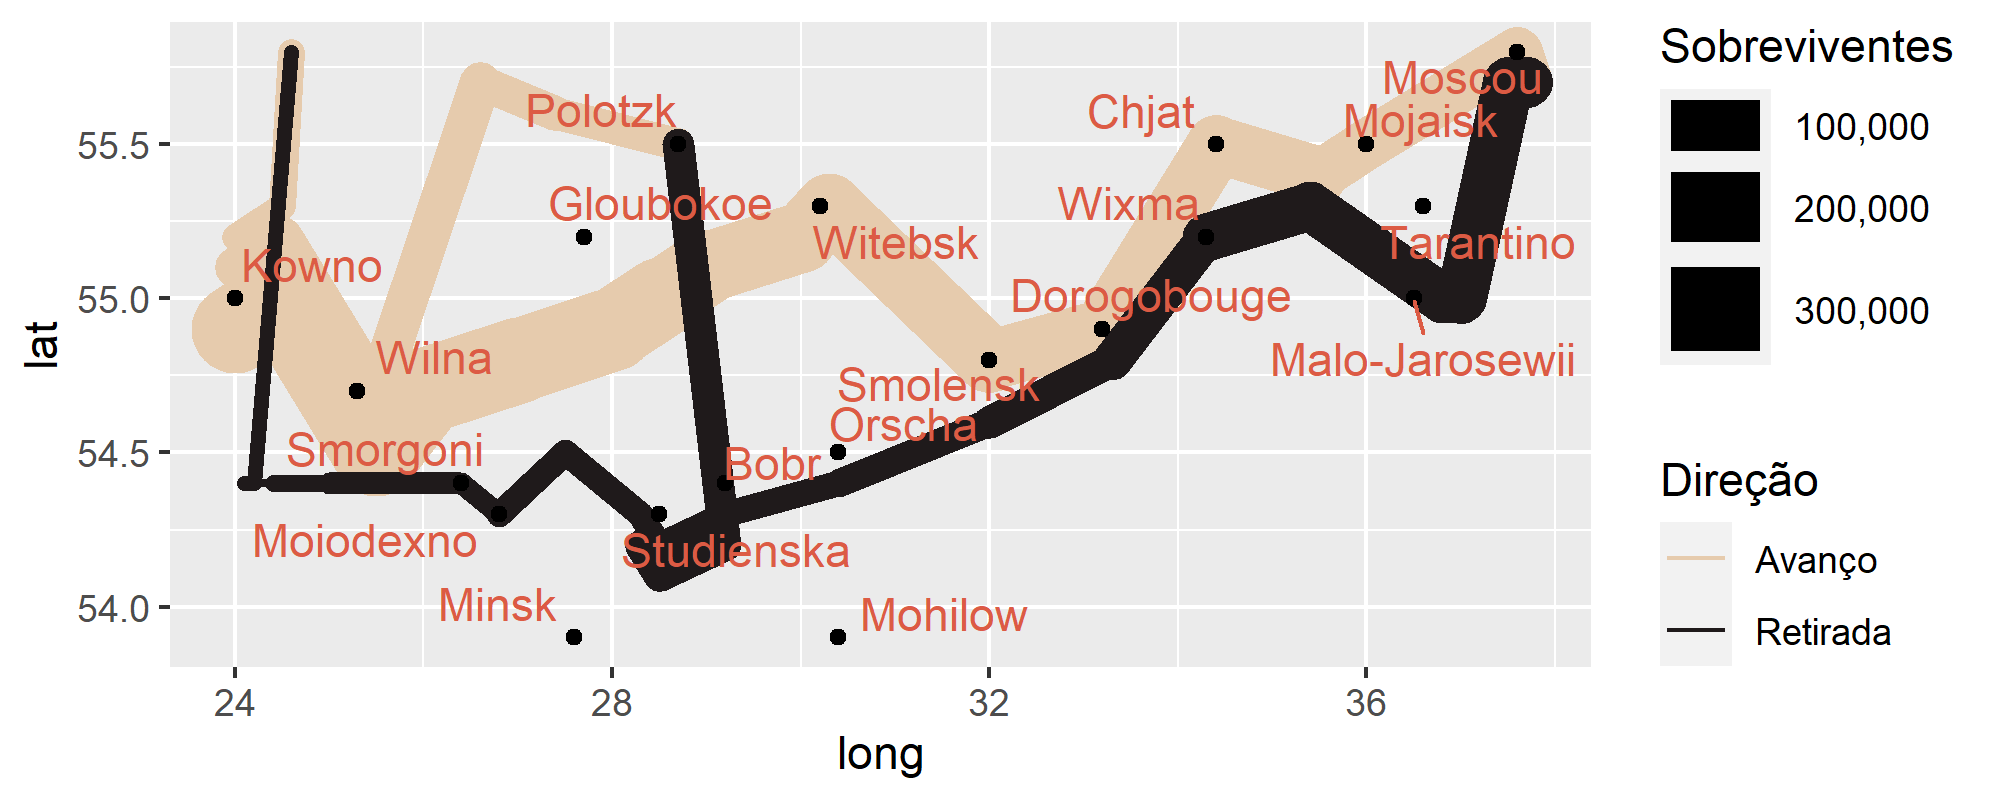 Sobreviventes
100,000
200,000
300,000
Direção
Avanço
Retirada
lat
55.5
55.0
54.5
54.0
Moscou
Polotzk
Chjat
Mojaisk
Gloubokoe
Wixma
Witebsk
Tarantino
Kowno
Dorogobouge
Wilna
Malo-Jarosewii
Smolensk
Orscha
Smorgoni
Bobr
Moiodexno
Studienska
Minsk
Mohilow
24
28
32
36
long